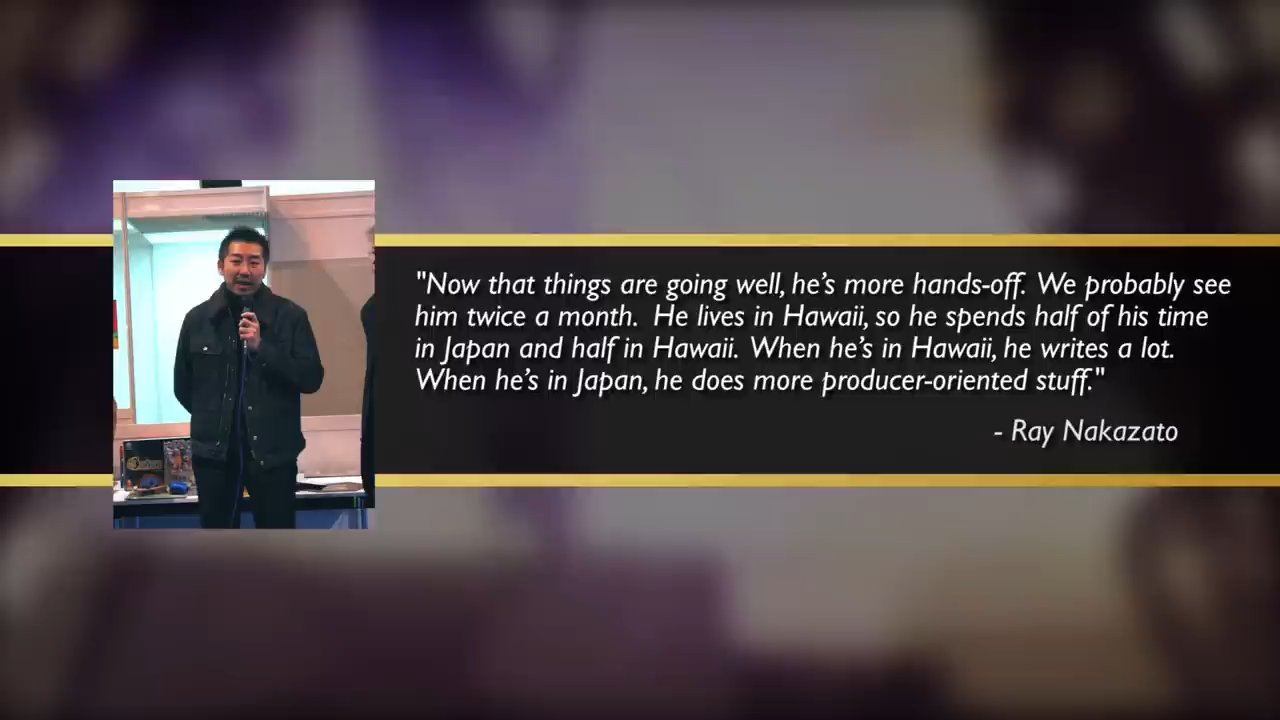 "Now that things are going well, he’s more hands-off. We probably see
him twice a month. He lives in Hawaii, so he spends half of his time
in Japan and half in Hawaii. When he’s in Hawaii, he writes a lot.
When he’s in Japan, he does more producer-oriented stuff."
- Ray Nakazato